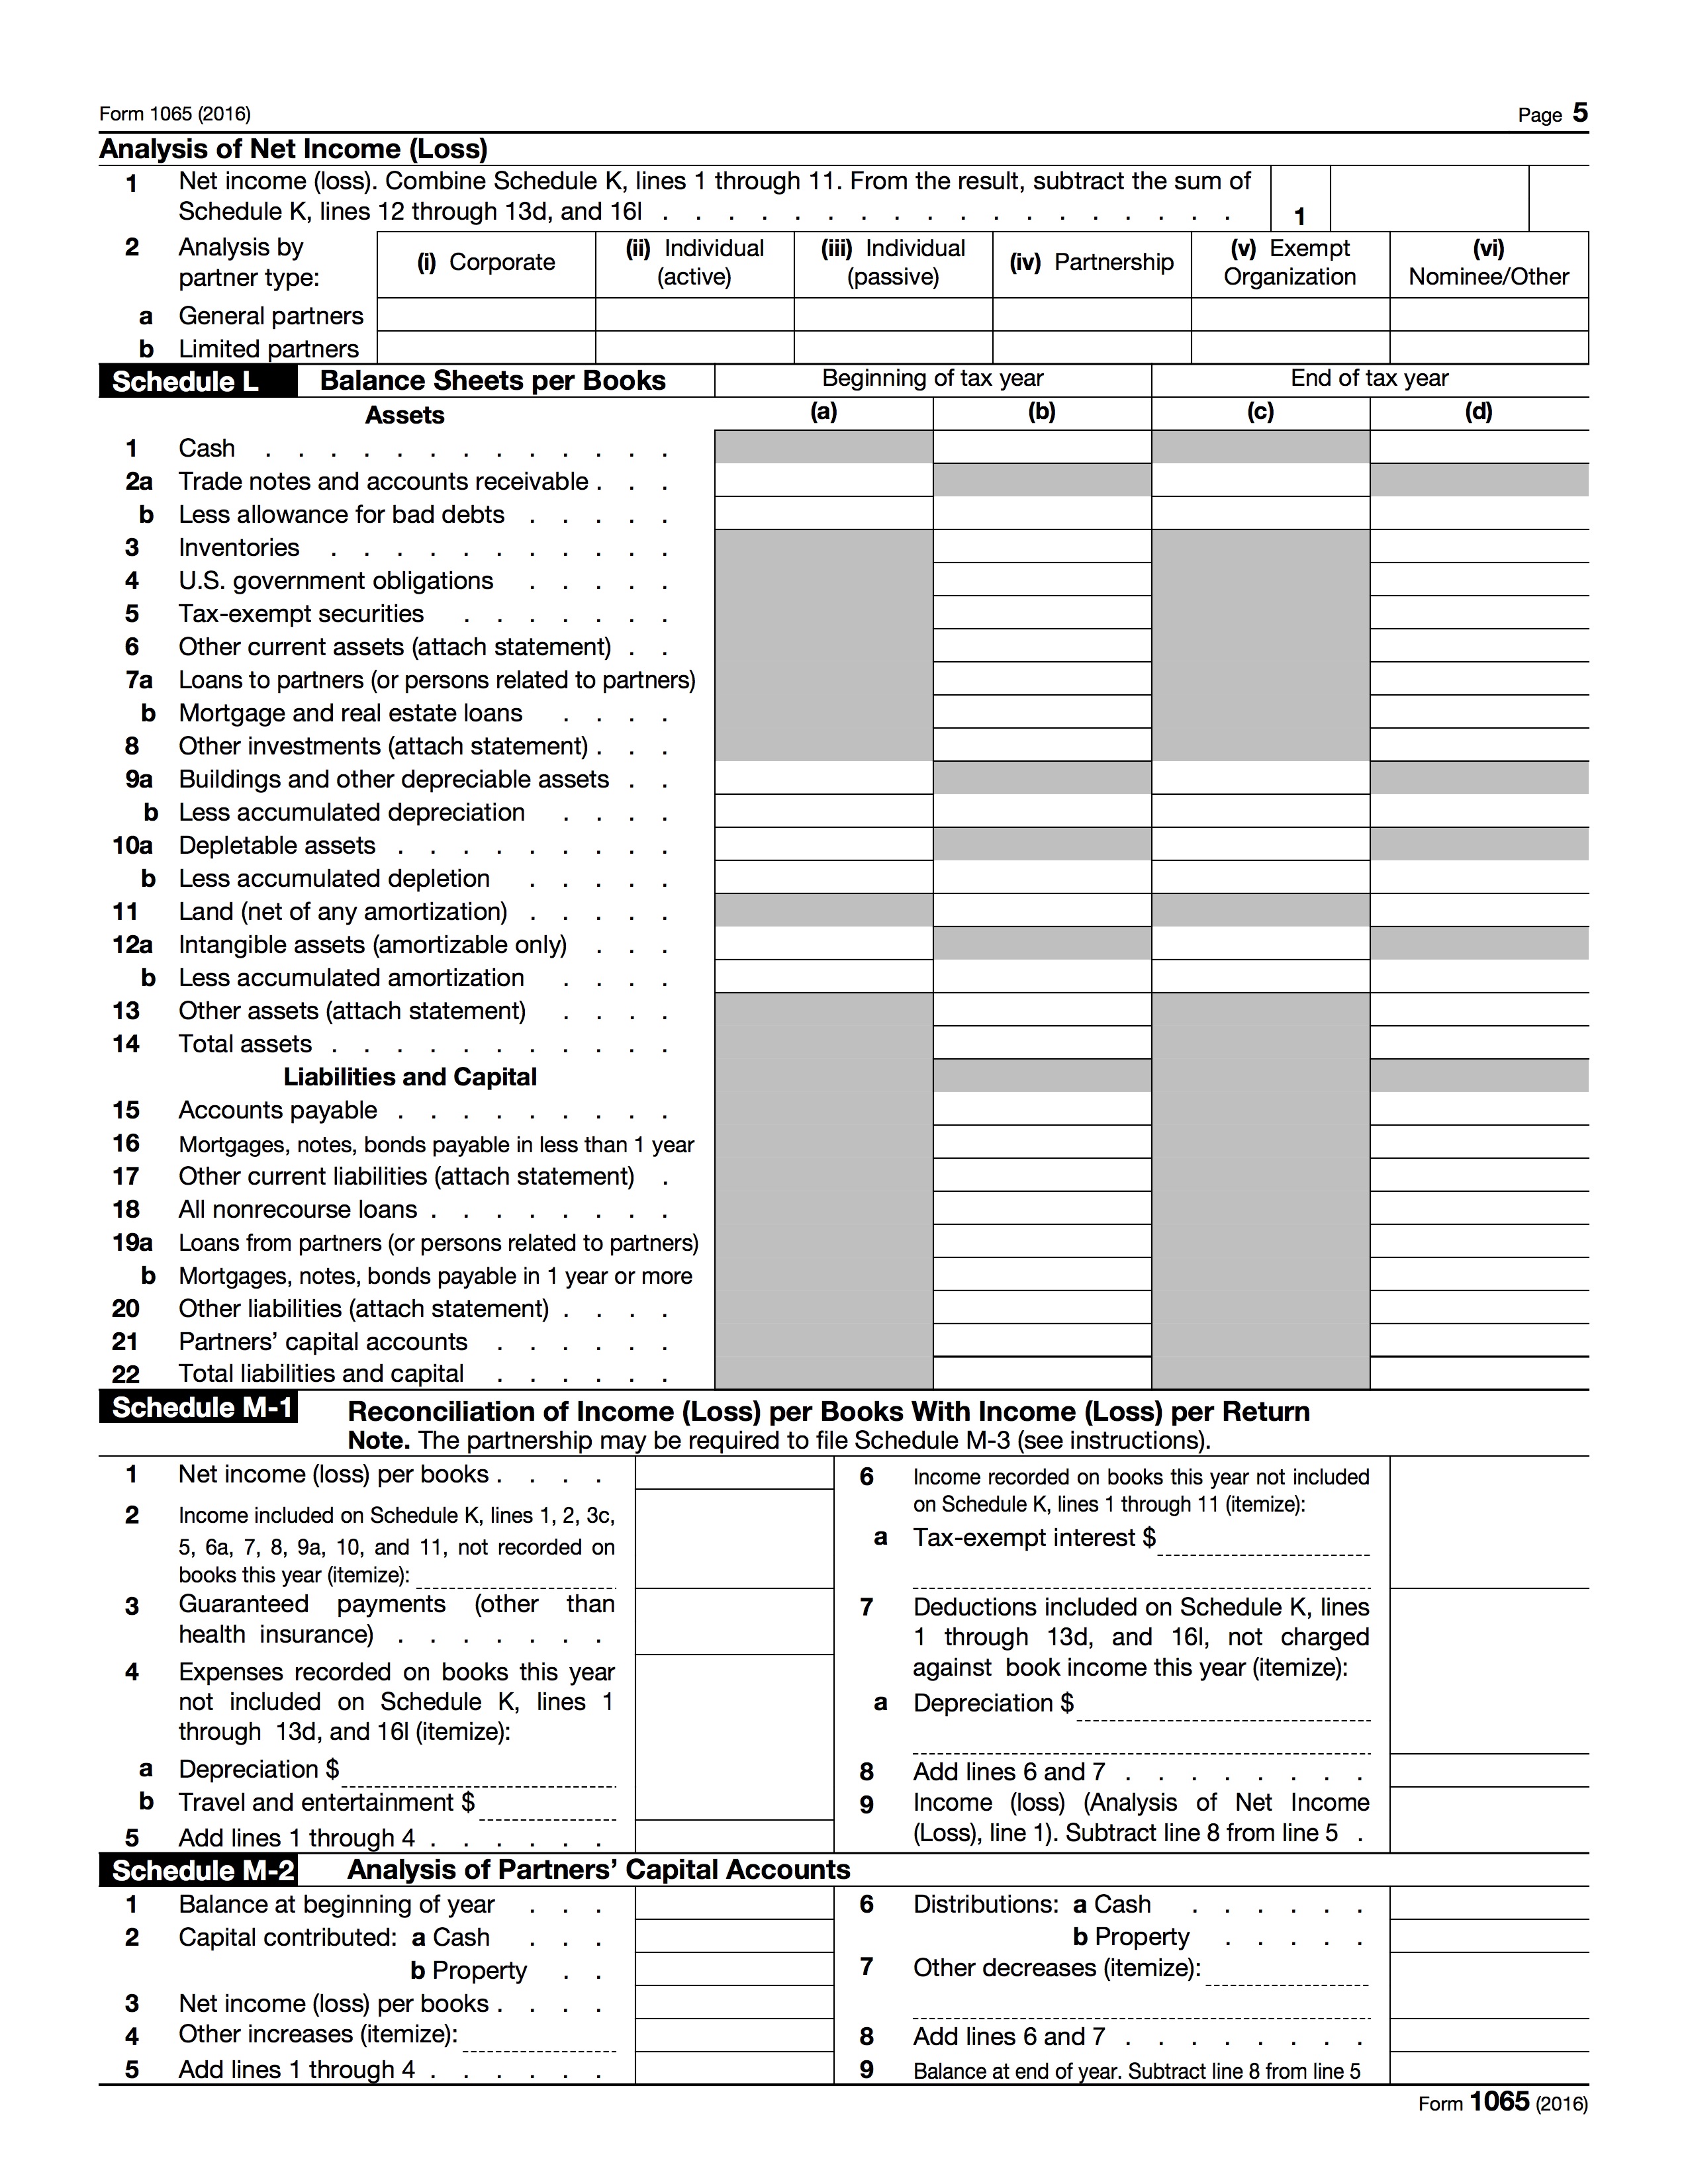 Form 1065 (2016) Page 5
Analysis of Net Income (Loss)
1 Net income (loss). Combine Schedule K, lines 1 through 11. From the result, subtract the sum of
Schedule K, lines 12 through 13d, and 16l . . . . . . . . . . . . . . . . . . 1
2 Analysis by
partner type:
(i) Corporate
(ii) Individual
(active)
(iii) Individual
(passive)
(iv) Partnership
(v) Exempt
Organization
(vi)
Nominee/Other
a General partners
b Limited partners
Schedule L Balance Sheets per Books Beginning of tax year End of tax year
Assets (a) (b) (c) (d)
1 Cash . . . . . . . . . . . . .
2a Trade notes and accounts receivable . . .
b Less allowance for bad debts . . . . .
3 Inventories . . . . . . . . . . .
4 U.S. government obligations . . . . .
5 Tax-exempt securities . . . . . . .
6 Other current assets (attach statement) . .
7a Loans to partners (or persons related to partners)
b Mortgage and real estate loans . . . .
8 Other investments (attach statement) . . .
9a Buildings and other depreciable assets . .
b Less accumulated depreciation . . . .
10a Depletable assets . . . . . . . . .
b Less accumulated depletion . . . . .
11 Land (net of any amortization) . . . . .
12a Intangible assets (amortizable only) . . .
b Less accumulated amortization . . . .
13 Other assets (attach statement) . . . .
14 Total assets . . . . . . . . . . .
Liabilities and Capital
15 Accounts payable . . . . . . . . .
16 Mortgages, notes, bonds payable in less than 1 year
17 Other current liabilities (attach statement) .
18 All nonrecourse loans . . . . . . . .
19a Loans from partners (or persons related to partners)
b Mortgages, notes, bonds payable in 1 year or more
20 Other liabilities (attach statement) . . . .
21 Partners’ capital accounts . . . . . .
22 Total liabilities and capital . . . . . .
Schedule M-1 Reconciliation of Income (Loss) per Books With Income (Loss) per Return
Note. The partnership may be required to file Schedule M-3 (see instructions).
1 Net income (loss) per books . . . .
2 Income included on Schedule K, lines 1, 2, 3c,
5, 6a, 7, 8, 9a, 10, and 11, not recorded on
books this year (itemize):
3 Guaranteed payments (other than
health insurance) . . . . . . .
4 Expenses recorded on books this year
not included on Schedule K, lines 1
through 13d, and 16l (itemize):
a Depreciation $
b Travel and entertainment $
5 Add lines 1 through 4 . . . . . .
6 Income recorded on books this year not included
on Schedule K, lines 1 through 11 (itemize):
a Tax-exempt interest $
7 Deductions included on Schedule K, lines
1 through 13d, and 16l, not charged
against book income this year (itemize):
a Depreciation $
8 Add lines 6 and 7 . . . . . . . .
9 Income (loss) (Analysis of Net Income
(Loss), line 1). Subtract line 8 from line 5 .
Schedule M-2 Analysis of Partners’ Capital Accounts
1 Balance at beginning of year . . .
2 Capital contributed: a Cash . . .
b Property . .
3 Net income (loss) per books . . . .
4 Other increases (itemize):
5 Add lines 1 through 4 . . . . . .
6 Distributions: a Cash . . . . . .
b Property . . . . .
7 Other decreases (itemize):
8 Add lines 6 and 7 . . . . . . . .
9 Balance at end of year. Subtract line 8 from line 5
Form 1065 (2016)